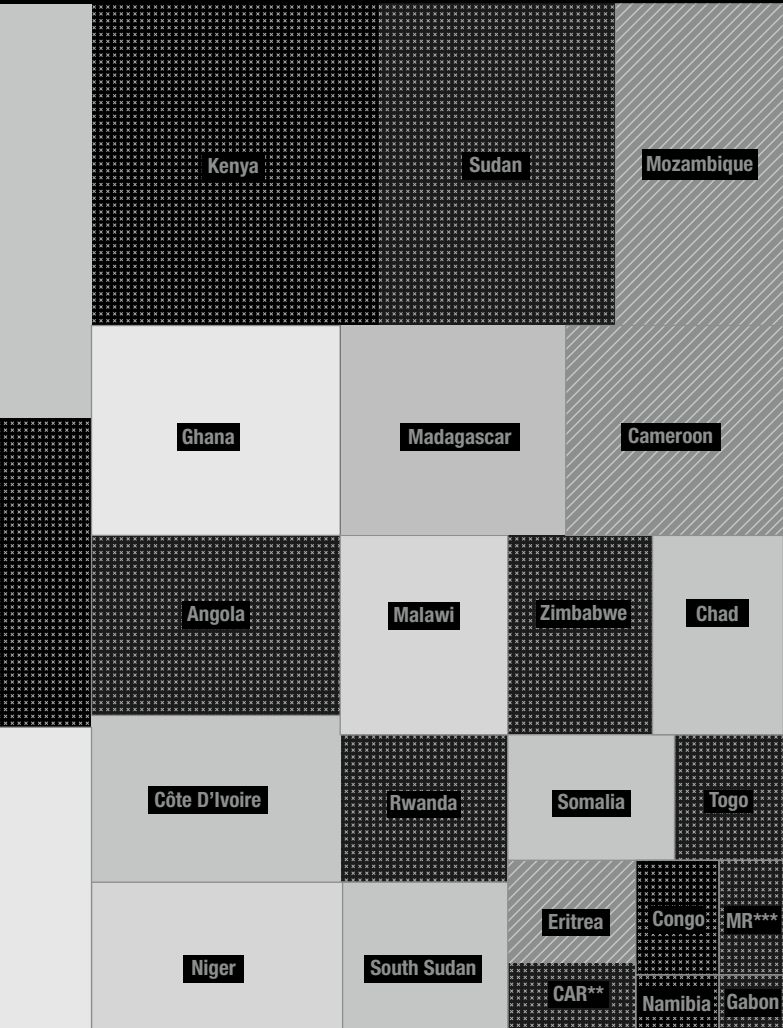 Kenya
Sudan
Mozambique
Ghana
Madagascar
Cameroon
Angola
Malawi
Zimbabwe
Chad
Côte D’Ivoire
Rwanda
Somalia
Togo
Eritrea
Congo
MR***
Niger
South Sudan
CAR**
Namibia
Gabon